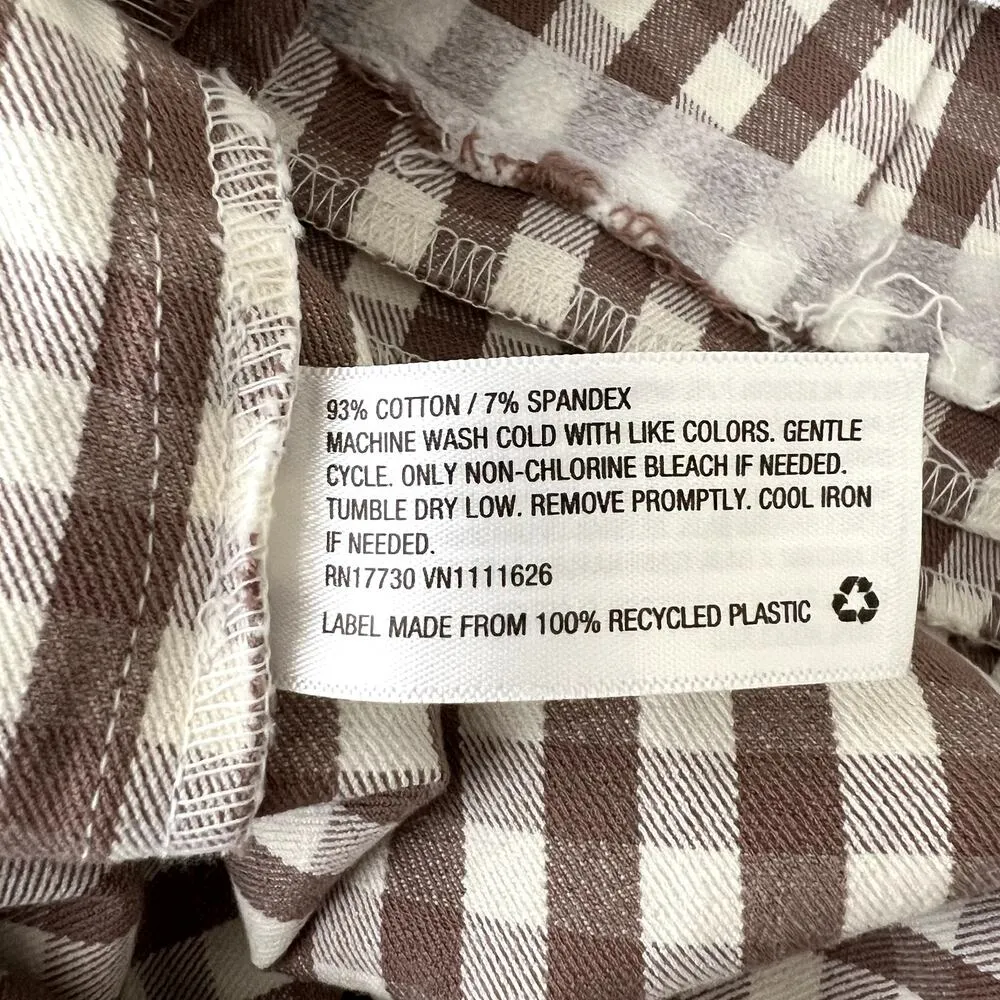 93% COTTON / 7% SPANDEX
MACHINE WASH COLD WITH LIKE COLORS. GENTLE
CYCLE. ONLY NON-CHLORINE BLEACH IF NEEDED.
TUMBLE DRY LOW. REMOVE PROMPTLY. COOL IRON
IF NEEDED.
RN17730 VN1111626
LABEL MADE FROM 100% RECYCLED PLASTIC